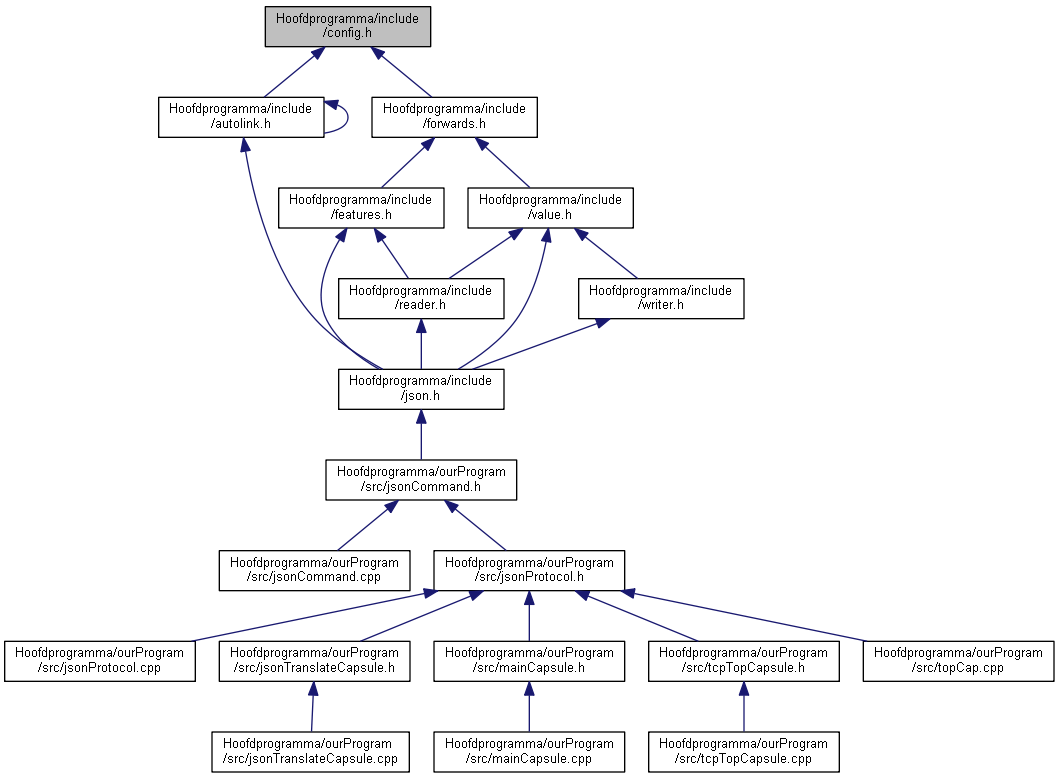 Hoofdprogramma/include
/config.h
Hoofdprogramma/include
/autolink.h
Hoofdprogramma/include
/forwards.h
Hoofdprogramma/include
/features.h
Hoofdprogramma/include
/value.h
Hoofdprogramma/include
/reader.h
Hoofdprogramma/include
/writer.h
Hoofdprogramma/include
/json.h
Hoofdprogramma/ourProgram
/src/jsonCommand.h
Hoofdprogramma/ourProgram
/src/jsonCommand.cpp
Hoofdprogramma/ourProgram
/src/jsonProtocol.h
Hoofdprogramma/ourProgram
/src/jsonProtocol.cpp
Hoofdprogramma/ourProgram
/src/jsonTranslateCapsule.h
Hoofdprogramma/ourProgram
/src/mainCapsule.h
Hoofdprogramma/ourProgram
/src/tcpTopCapsule.h
Hoofdprogramma/ourProgram
/src/topCap.cpp
Hoofdprogramma/ourProgram
/src/jsonTranslateCapsule.cpp
Hoofdprogramma/ourProgram
/src/mainCapsule.cpp
Hoofdprogramma/ourProgram
/src/tcpTopCapsule.cpp